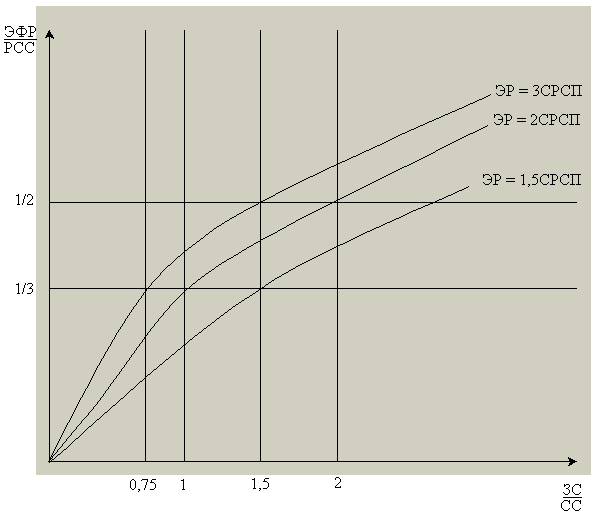 ЭФР
РСС
ЭР = 3СРСП
ЭР = 2СРСП
ЭР = 1,5СРСП
1/2
1/3
0,75
1
1,5
2
ЗС
СС